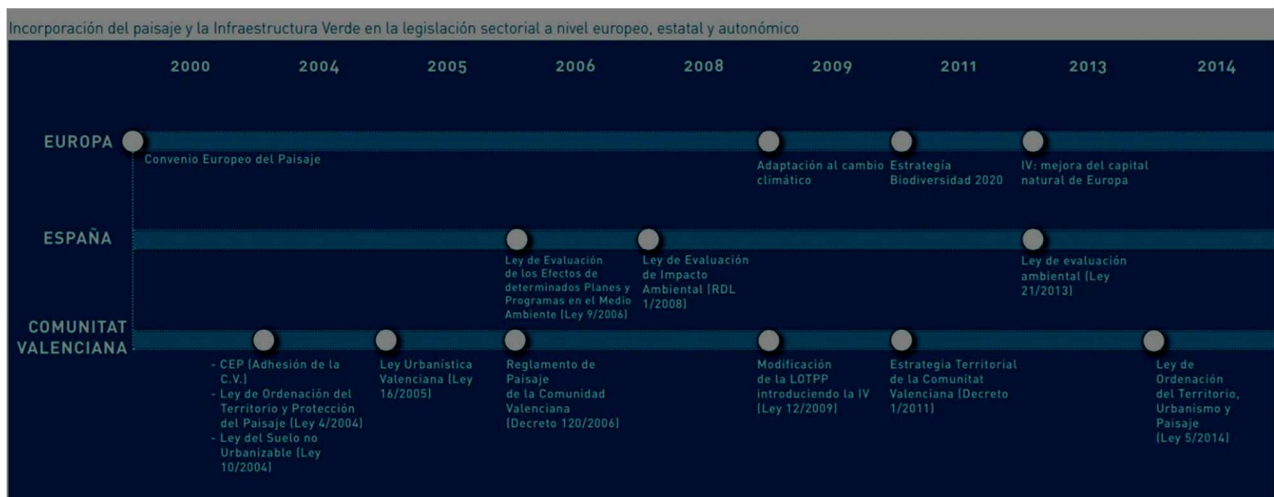 Incorporación del paisaje y la Infraestructura Verde en la legislación sectorial a nivel europeo, estatal y autonómico
2000 2004 2005 2006 2008 2009 2011 2013 2014
EUROPA
Convenio Europeo del Paisaje
Adaptación al cambio
climático
Estrategía
Biodiversidad 2020
IV: mejora del capital
natural de Europa
ESPAÑA
Ley de Evaluación
de los Efectos de
determinados Planes y
Programas en el Medio
Ambiente (Ley 9/2006)
Ley de Evaluación
de Impacto
Ambiental (RDL
1/2008)
Ley de evaluación
ambiental (Ley
21/2013)
COMUNITAT
VALENCIANA
- CEP (Adhesión de la
C.V.)
- Ley de Ordenación del
Territorio y Protección
del Paisaje (Ley 4/2004)
- Ley del Suelo no
Urbanizable (Ley
10/2004)
Ley Urbanística
Valenciana (Ley
16/2005)
Reglamento de
Paisaje
de la Comunidad
Valenciana
(Decreto 120/2006)
Modificación
de la LOTPP
introduciendo la IV
(Ley 12/2009)
Estrategia Territorial
de la Comunitat
Valenciana (Decreto
1/2011)
Ley de
Ordenación
del Territorio,
Urbanismo y
Paisaje
(Ley 5/2014)